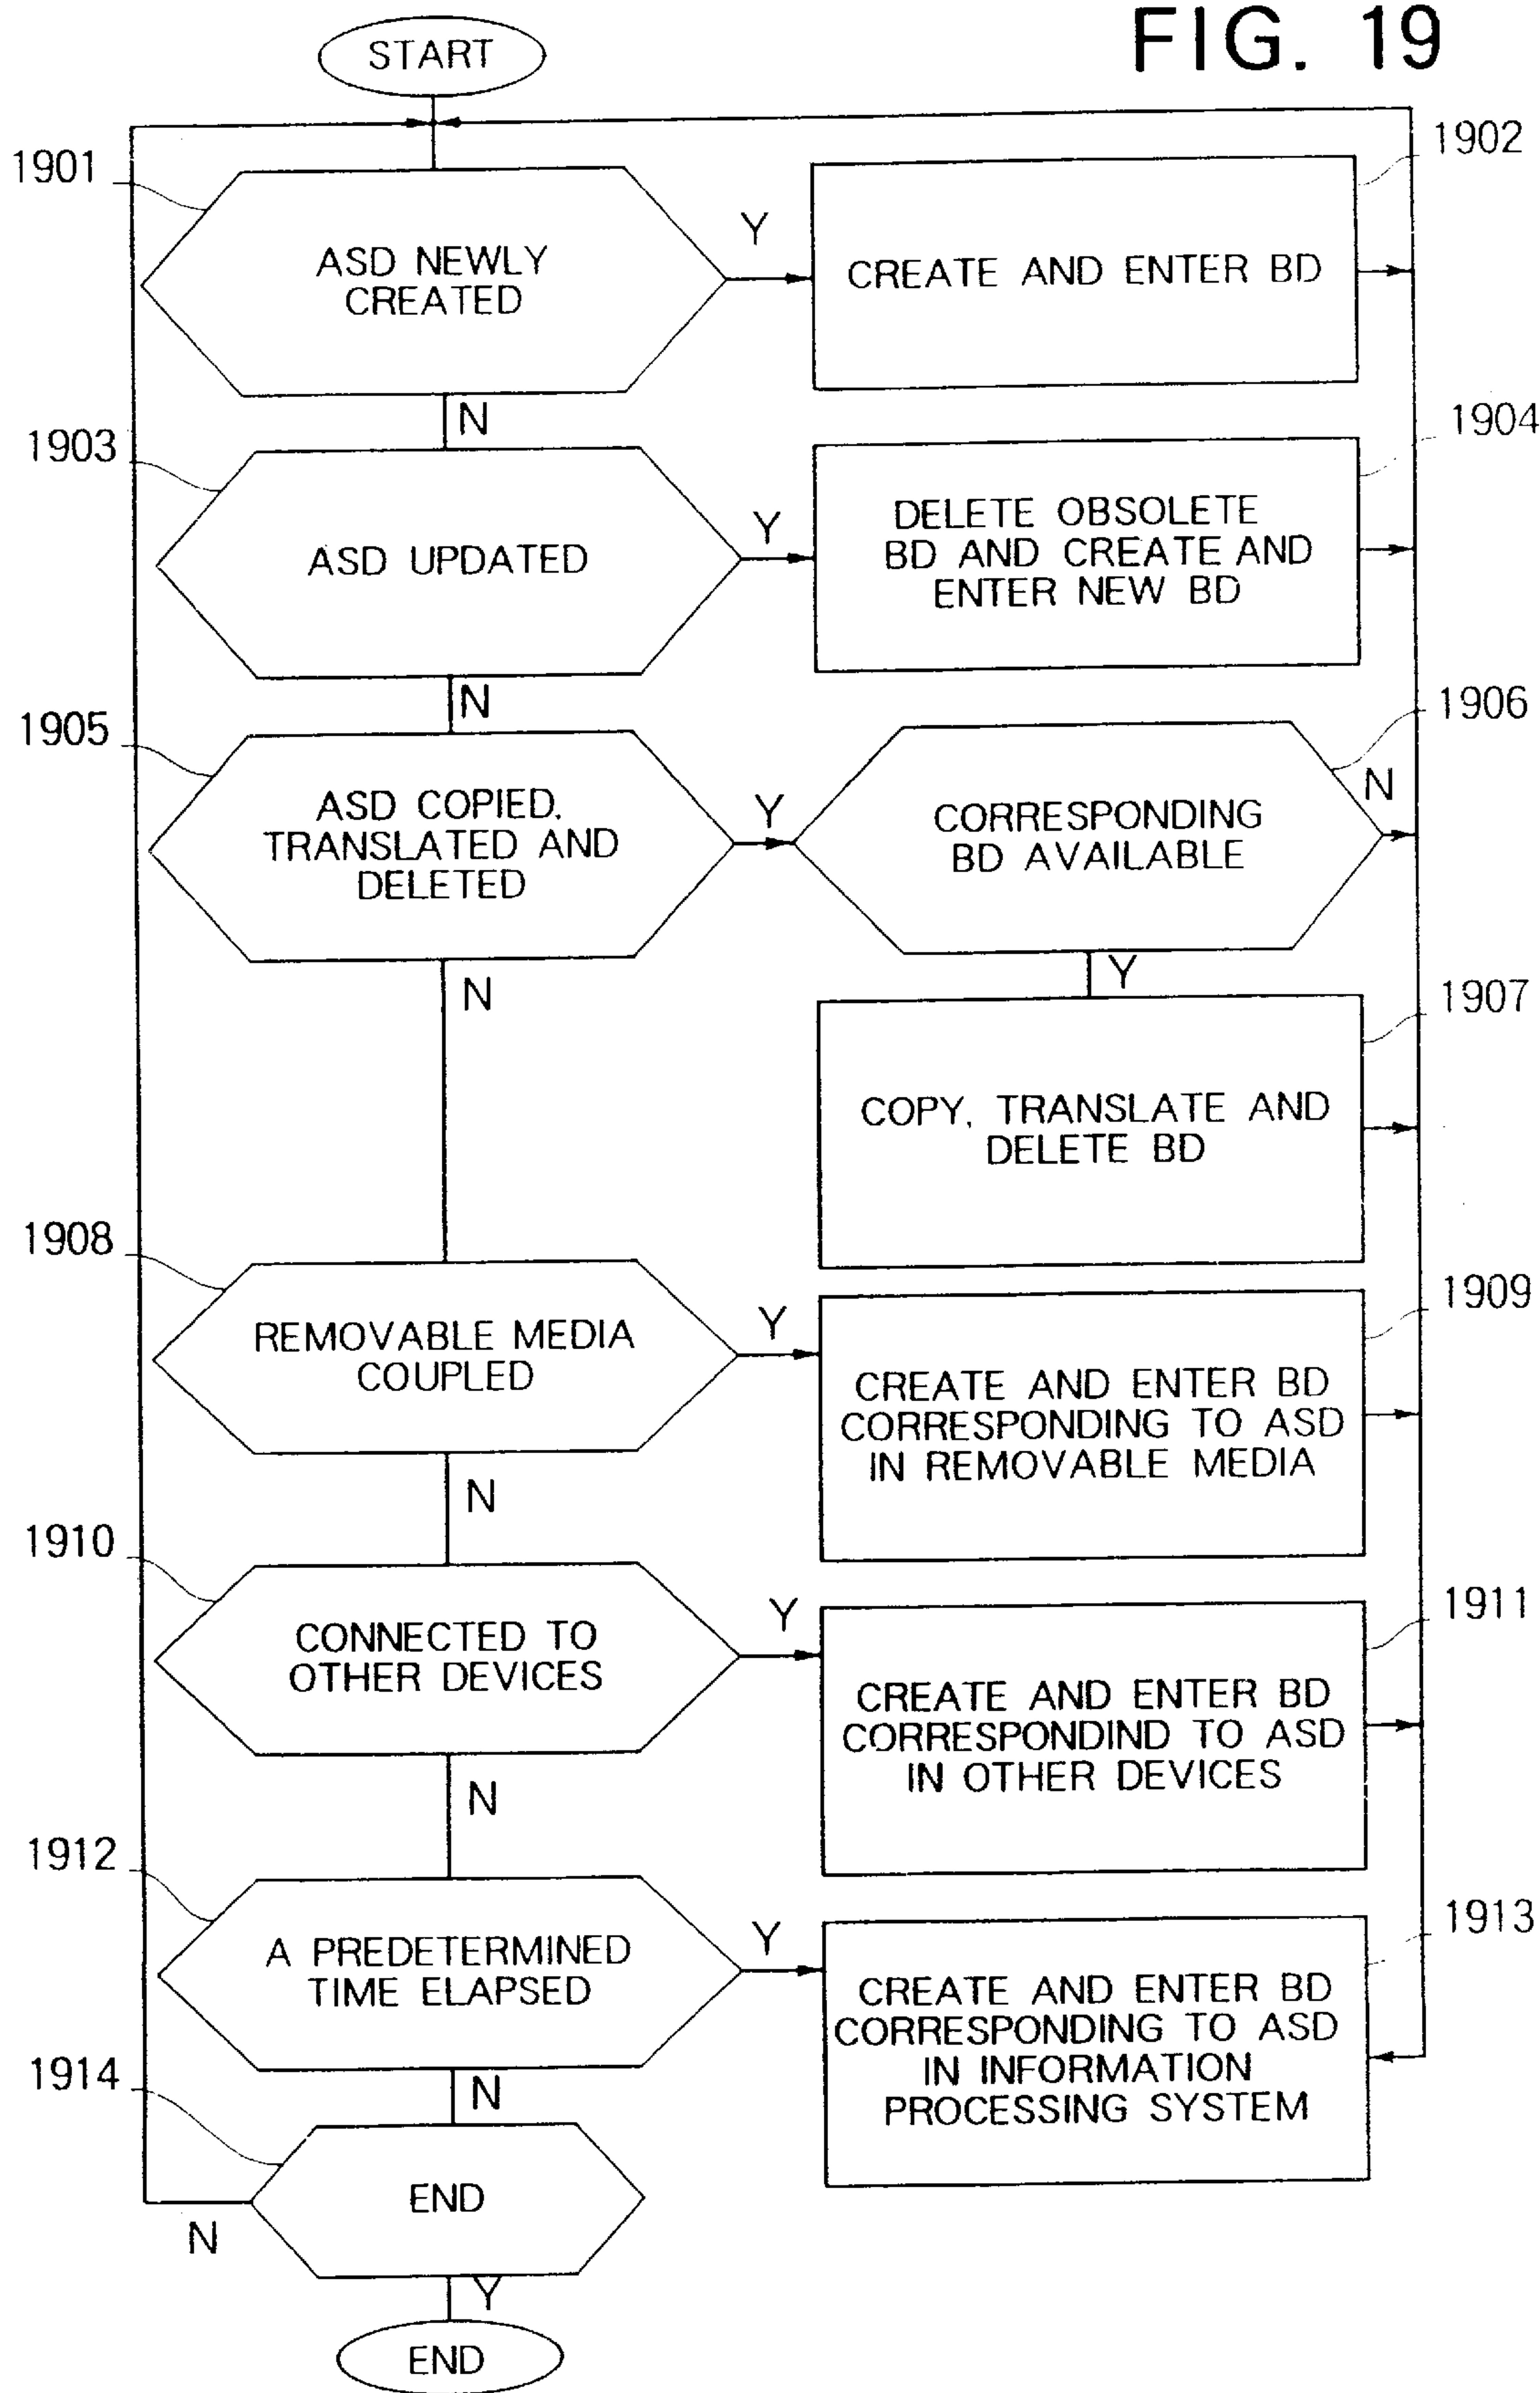 FIG. 19
START
1901
ASD NEWLY
CREATED
Y
CREATE AND ENTER BD
1902
N
1903
ASD UPDATED
Y
DELETE OBSOLETE
BD AND CREATE AND
ENTER NEW BD
1904
N
1905
ASD COPIED,
TRANSLATED AND
DELETED
Y
CORRESPONDING
BD AVAILABLE
1906
N
Y
N
COPY, TRANSLATE AND
DELETE BD
1907
1908
REMOVABLE MEDIA
COUPLED
Y
CREATE AND ENTER BD
CORRESPONDING TO ASD
IN REMOVABLE MEDIA
1909
N
1910
CONNECTED TO
OTHER DEVICES
Y
CREATE AND ENTER BD
CORRESPONDIND TO ASD
IN OTHER DEVICES
1911
N
1912
A PREDETERMINED
TIME ELAPSED
Y
CREATE AND ENTER BD
CORRESPONDING TO ASD
IN INFORMATION
PROCESSING SYSTEM
1913
N
1914
END
N
Y
END